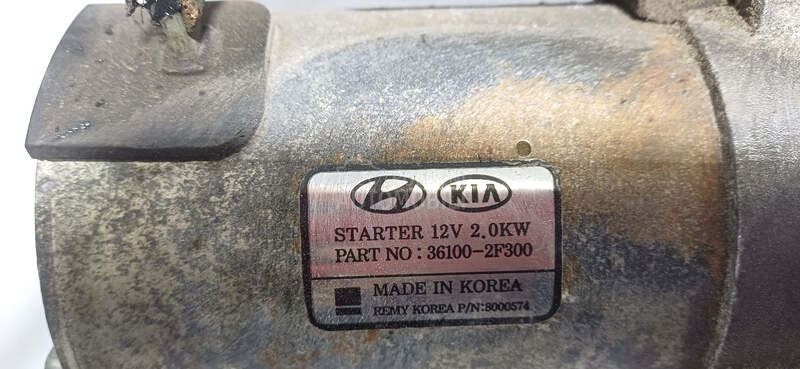 KIA
STARTER 12V 2.0KW
PART NO : 36100-2F300
MADE IN KOREA
REMY KOREA P/N:8000574